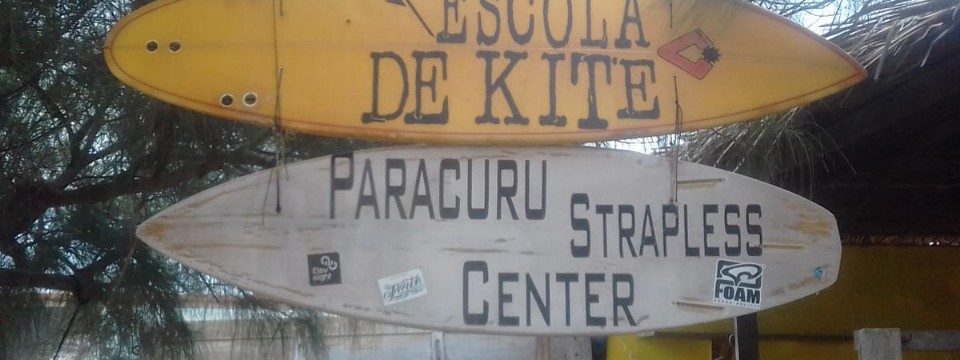 ESCOLA
DE KITE
PARACURU
STRAPLESS
CENTER
FOAM